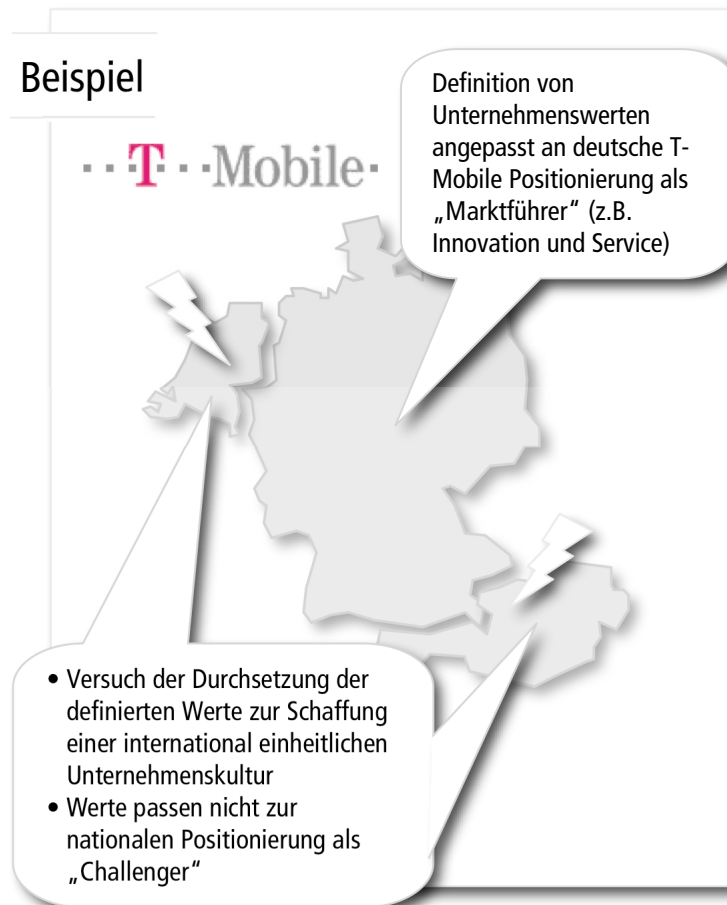 Beispiel
Definition von
Unternehmenswerten
angepasst an deutsche T-
Mobile Positionierung als
„Marktführer“ (z.B.
Innovation und Service)
···T···Mobile·
• Versuch der Durchsetzung der
definierten Werte zur Schaffung
einer international einheitlichen
Unternehmenskultur
• Werte passen nicht zur
nationalen Positionierung als
„Challenger“